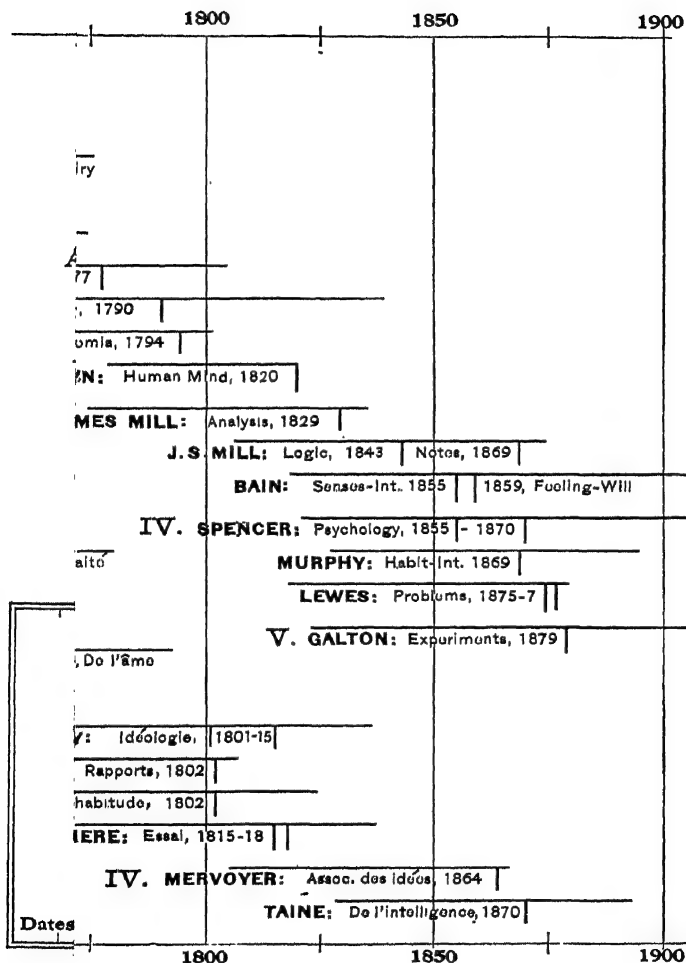 1800 1850 1900
iry
A
77
, 1790
omia, 1794
EN: Human Mind, 1820
MES MILL: Analysis, 1829
J.S. MILL: Logic, 1843 Notes, 1869
BAIN: Senses-Int. 1855 1859, Feeling-Will
IV. SPENCER: Psychology, 1855 - 1870
aité
MURPHY: Habit-Int. 1869
LEWES: Problems, 1875-7
V. GALTON: Experiments, 1879
, De l'âme
Y: Idéologie, 1801-15
Rapports, 1802
habitude, 1802
IERE: Essai, 1815-18
IV. MERVOYER: Assoc. des idées, 1864
TAINE: De l'intelligence, 1870
Dates
1800 1850 1900